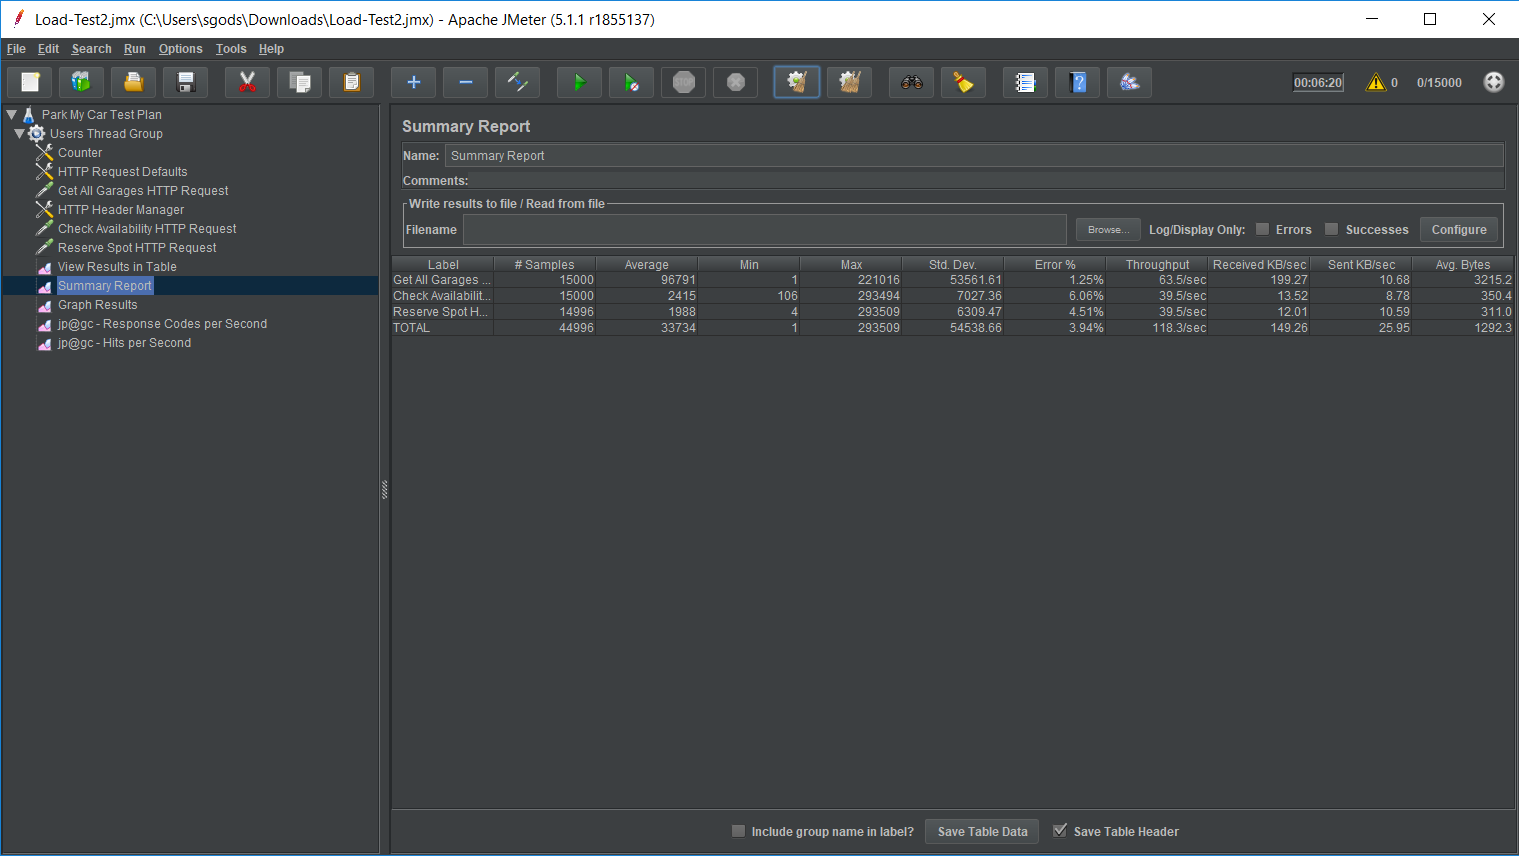 Load-Test2.jmx (C:\Users\sgods\Downloads\Load-Test2.jmx) - Apache JMeter (5.1.1 r1855137)
File Edit Search Run Options Tools Help
STOP
00:06:20 0 0/15000
Park My Car Test Plan
Users Thread Group
Counter
HTTP Request Defaults
Get All Garages HTTP Request
HTTP Header Manager
Check Availability HTTP Request
Reserve Spot HTTP Request
View Results in Table
Summary Report
Graph Results
jp@gc - Response Codes per Second
jp@gc - Hits per Second
Summary Report
Name: Summary Report
Comments:
Write results to file / Read from file
Filename Browse... Log/Display Only: Errors Successes Configure
Label # Samples Average Min Max Std. Dev. Error % Throughput Received KB/sec Sent KB/sec Avg. Bytes
Get All Garages ... 15000 96791 1 221016 53561.61 1.25% 63.5/sec 199.27 10.68 3215.2
Check Availabilit... 15000 2415 106 293494 7027.36 6.06% 39.5/sec 13.52 8.78 350.4
Reserve Spot H... 14996 1988 4 293509 6309.47 4.51% 39.5/sec 12.01 10.59 311.0
TOTAL 44996 33734 1 293509 54538.66 3.94% 118.3/sec 149.26 25.95 1292.3
Include group name in label? Save Table Data Save Table Header